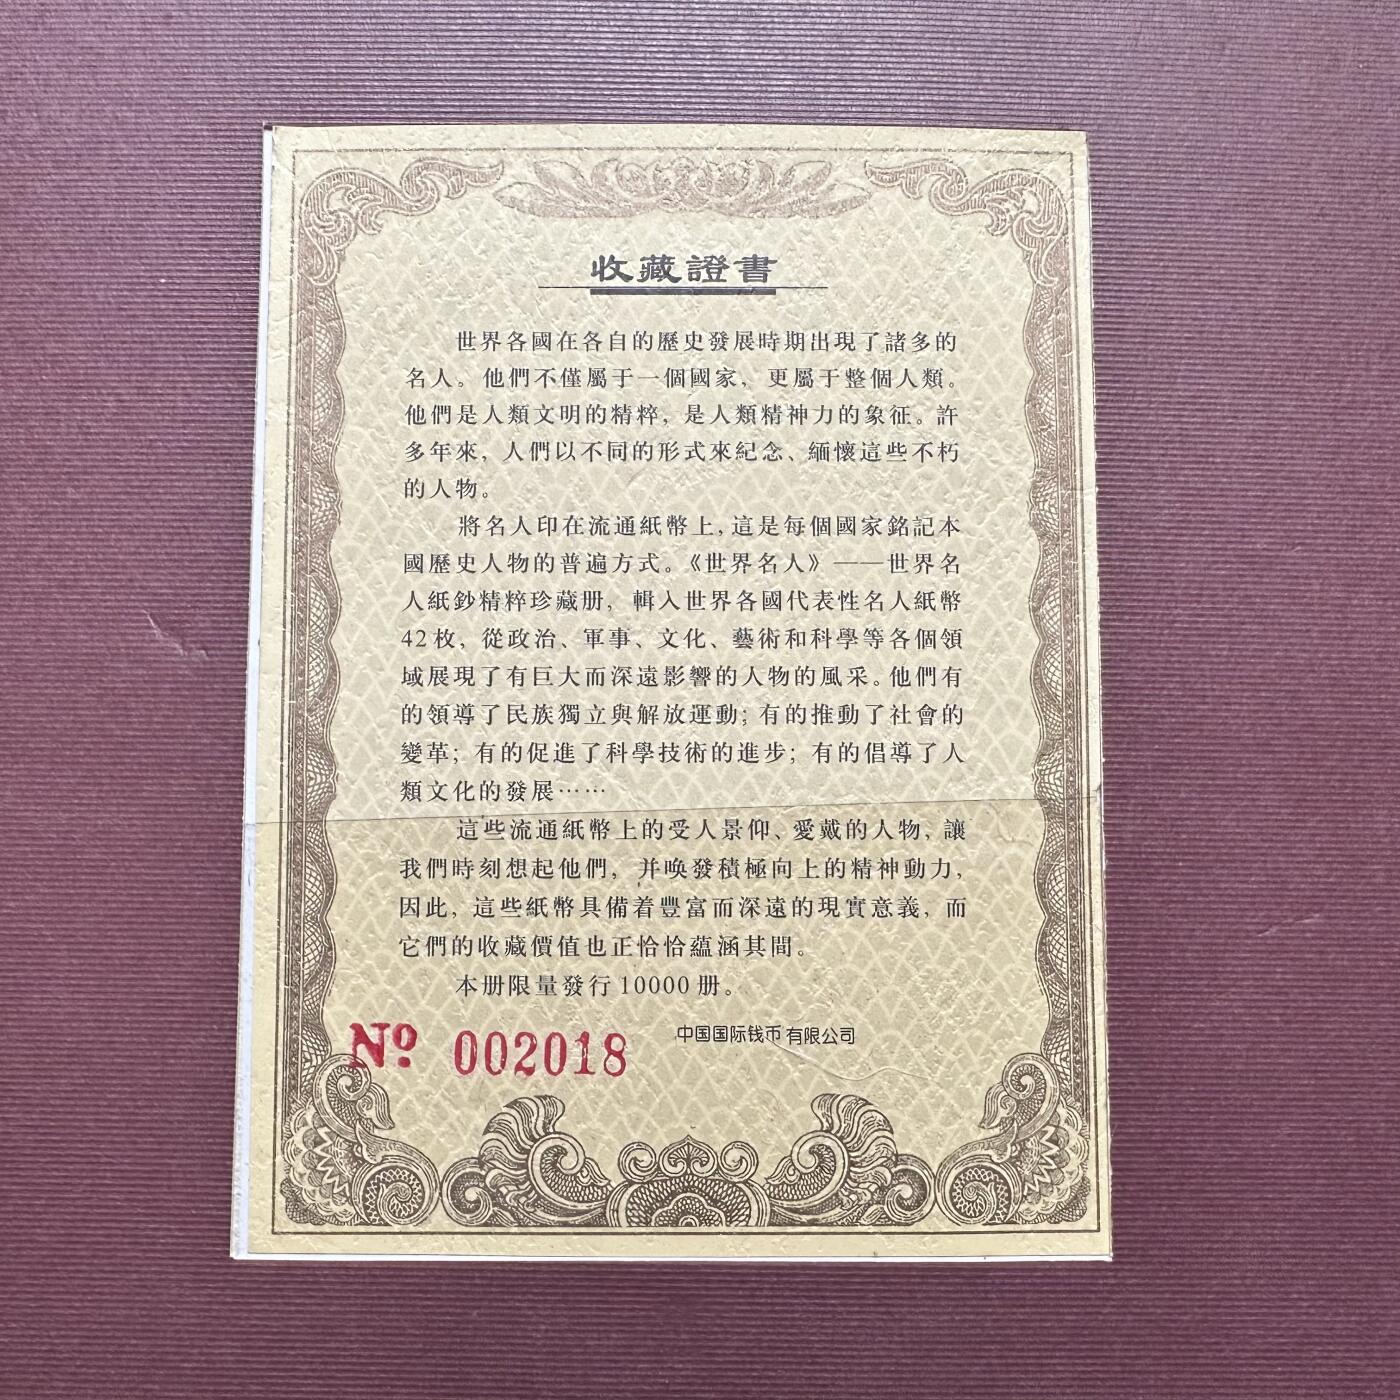 收藏證書
世界各國在各自的歷史發展時期出現了諸多的
名人。他們不僅屬于一個國家，更屬于整個人類。
他們是人類文明的精粹，是人類精神力的象征。許
多年來，人們以不同的形式來紀念、緬懷這些不朽
的人物。
將名人印在流通紙幣上，這是每個國家銘記本
國歷史人物的普遍方式。《世界名人》——世界名
人紙鈔精粹珍藏册，輯入世界各國代表性名人紙幣
42枚，從政治、軍事、文化、藝術和科學等各個領
域展現了有巨大而深遠影響的人物的風采。他們有
的領導了民族獨立與解放運動；有的推動了社會的
變革；有的促進了科學技術的進步；有的倡導了人
類文化的發展……
這些流通紙幣上的受人景仰、愛戴的人物，讓
我們時刻想起他們，并唤發積極向上的精神動力，
因此，這些紙幣具備着豐富而深遠的現實意義，而
它們的收藏價值也正恰恰蘊涵其間。
本册限量發行10000册。
中国国际钱币有限公司
Nº 002018